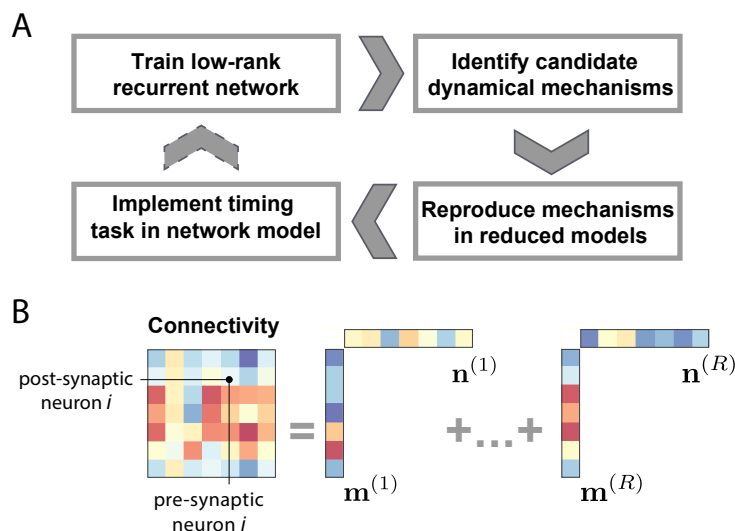 A
Train low-rank
recurrent network
Identify candidate
dynamical mechanisms
Implement timing
task in network model
Reproduce mechanisms
in reduced models
B
Connectivity
post-synaptic
neuron i
pre-synaptic
neuron i
=
n^(1)
m^(1)
+...+
n^(R)
m^(R)